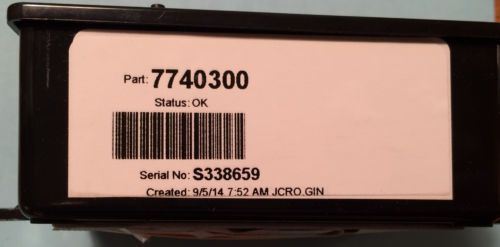 Part: 7740300
Status: OK
Serial No: S338659
Created: 9/5/14 7:52 AM JCRO.GIN